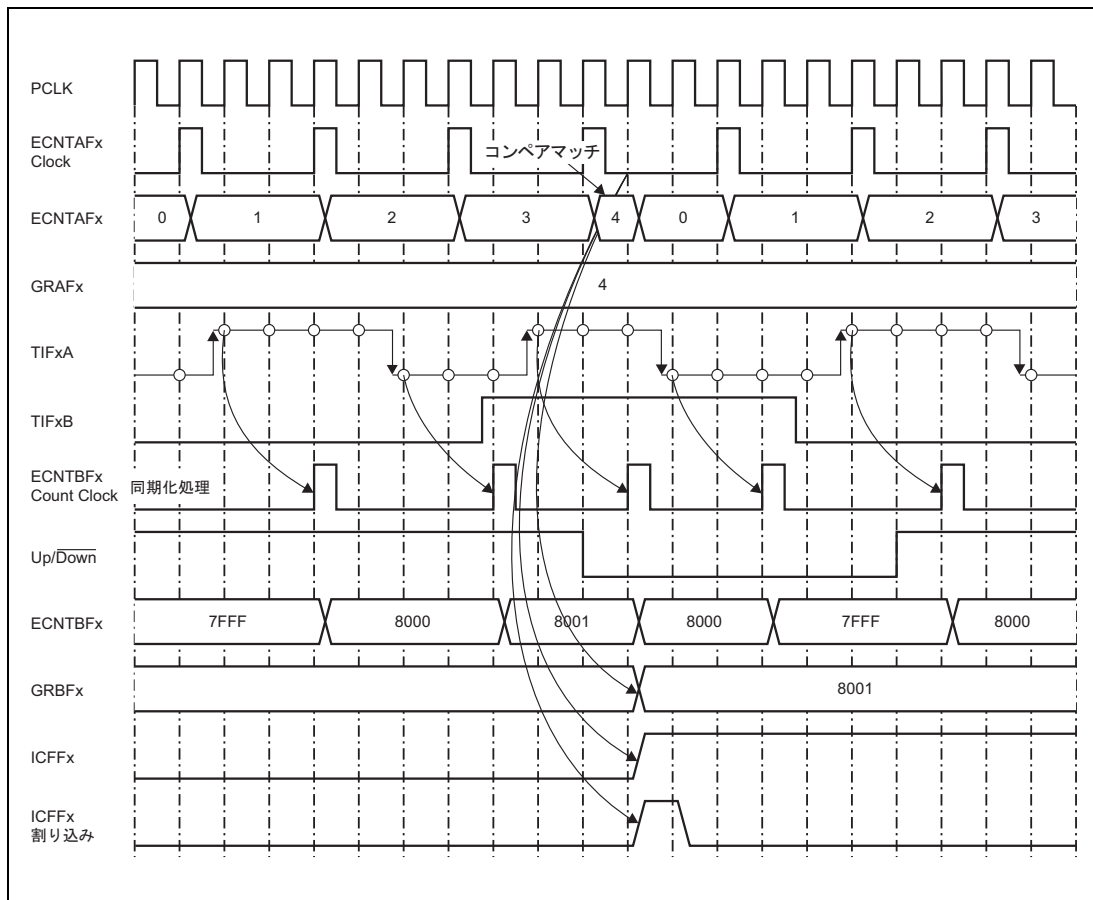 PCLK
ECNTAFx
Clock
コンペアマッチ
ECNTAFx
0 1 2 3 4 0 1 2 3
GRAFx
4
TIFxA
TIFxB
ECNTBFx
Count Clock
同期化処理
Up/Down
ECNTBFx
7FFF 8000 8001 8000 7FFF 8000
GRBFx
8001
ICFFx
ICFFx
割り込み